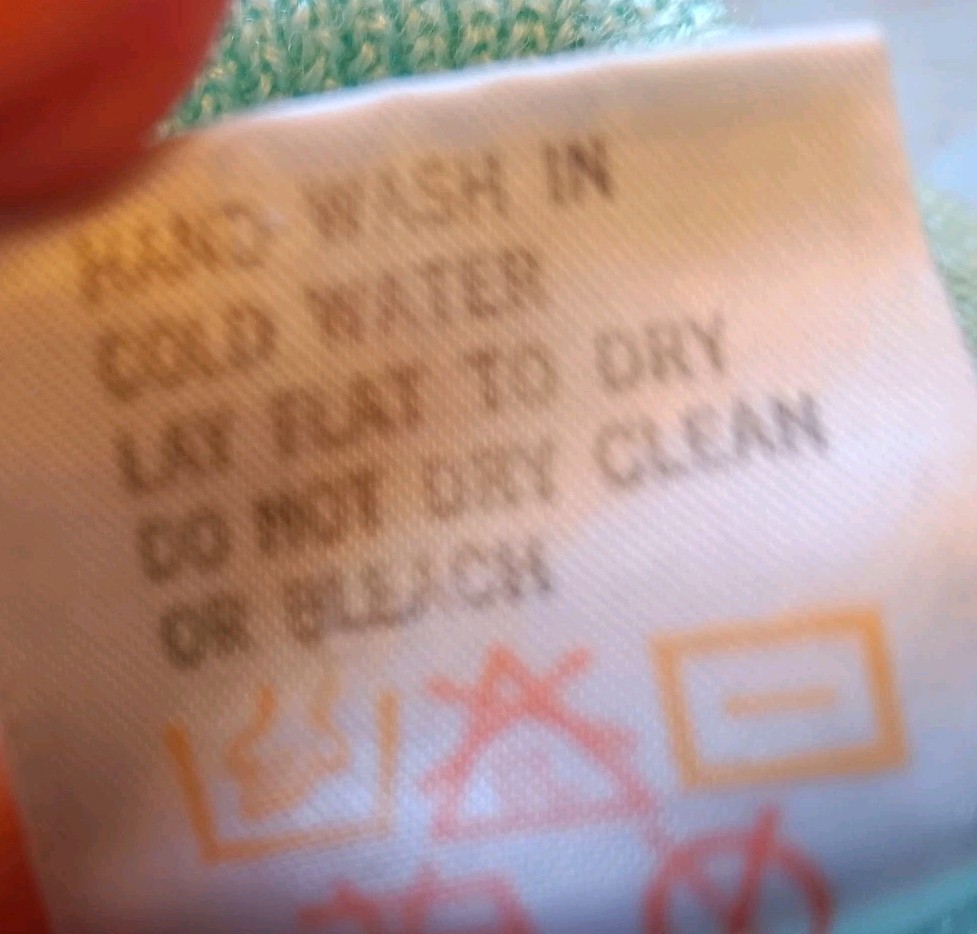 HAND WASH IN
COLD WATER
LAY FLAT TO DRY
DO NOT DRY CLEAN
OR BLEACH